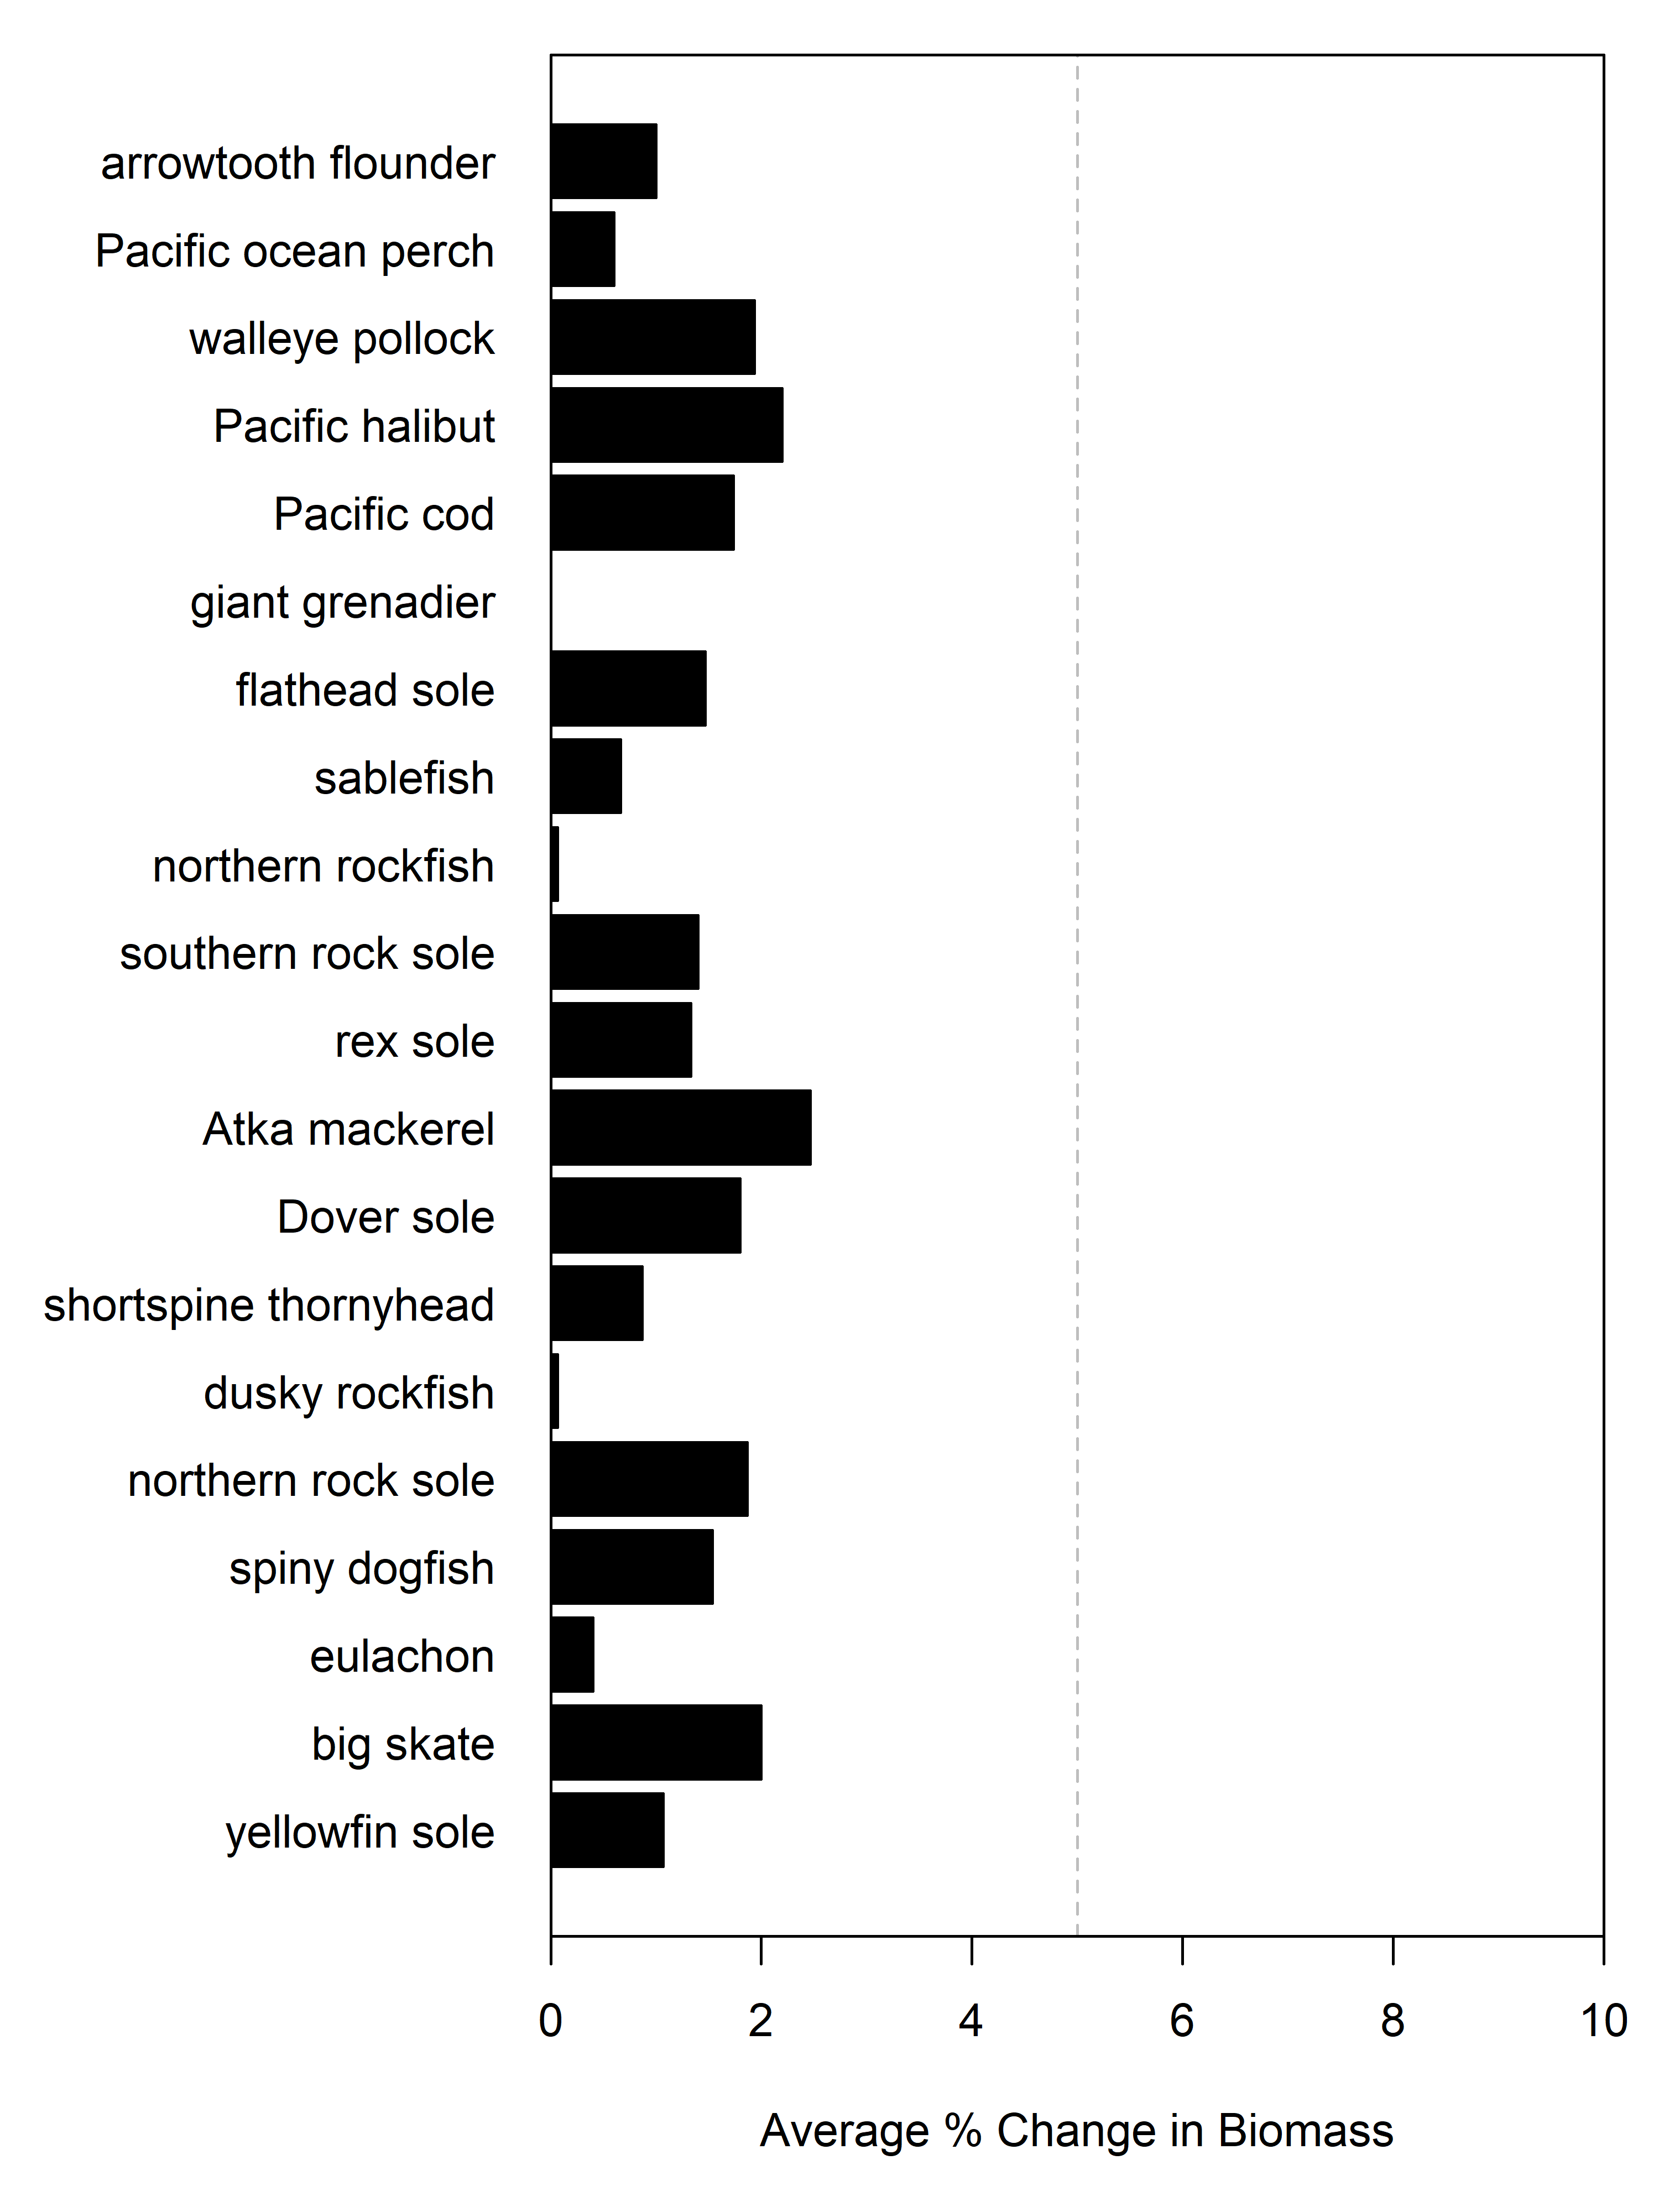 arrowtooth flounder
Pacific ocean perch
walleye pollock
Pacific halibut
Pacific cod
giant grenadier
flathead sole
sablefish
northern rockfish
southern rock sole
rex sole
Atka mackerel
Dover sole
shortspine thornyhead
dusky rockfish
northern rock sole
spiny dogfish
eulachon
big skate
yellowfin sole
0 2 4 6 8 10
Average % Change in Biomass